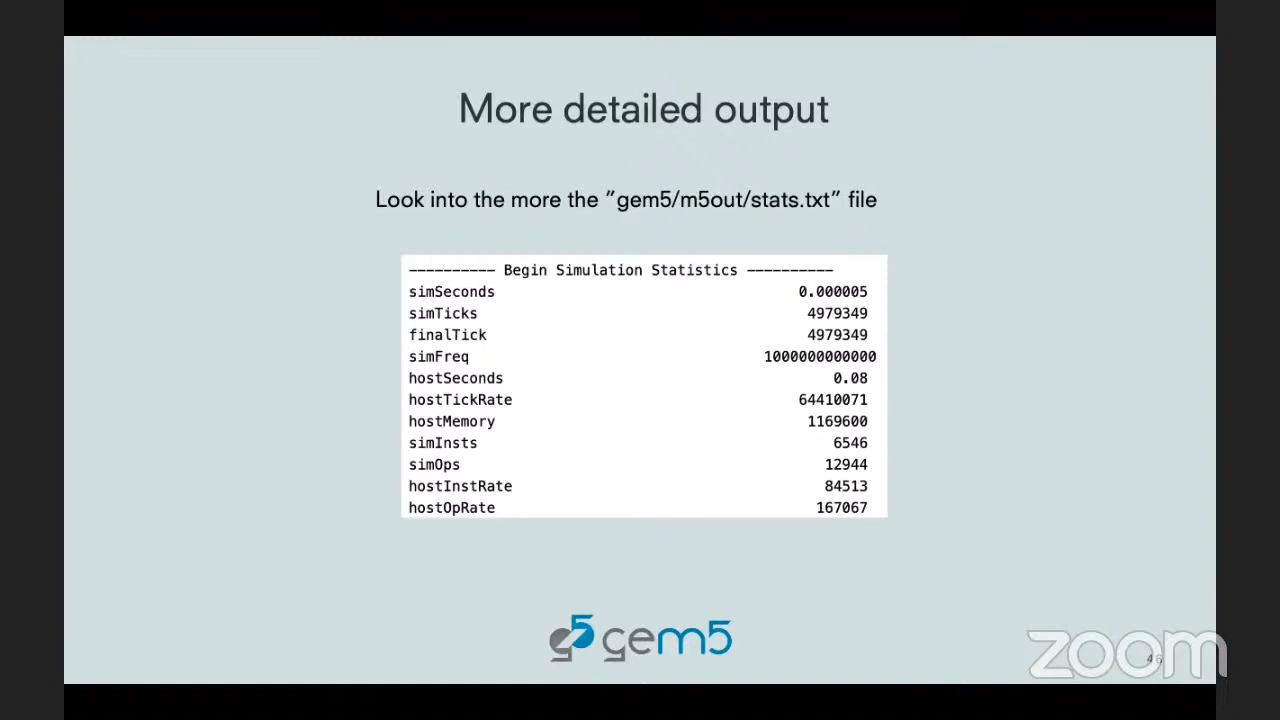 More detailed output
Look into the more the ”gem5/m5out/stats.txt” file
---------- Begin Simulation Statistics ----------
simSeconds 0.000005
simTicks 4979349
finalTick 4979349
simFreq 1000000000000
hostSeconds 0.08
hostTickRate 64410071
hostMemory 1169600
simInsts 6546
simOps 12944
hostInstRate 84513
hostOpRate 167067
g5 gem5
zoom